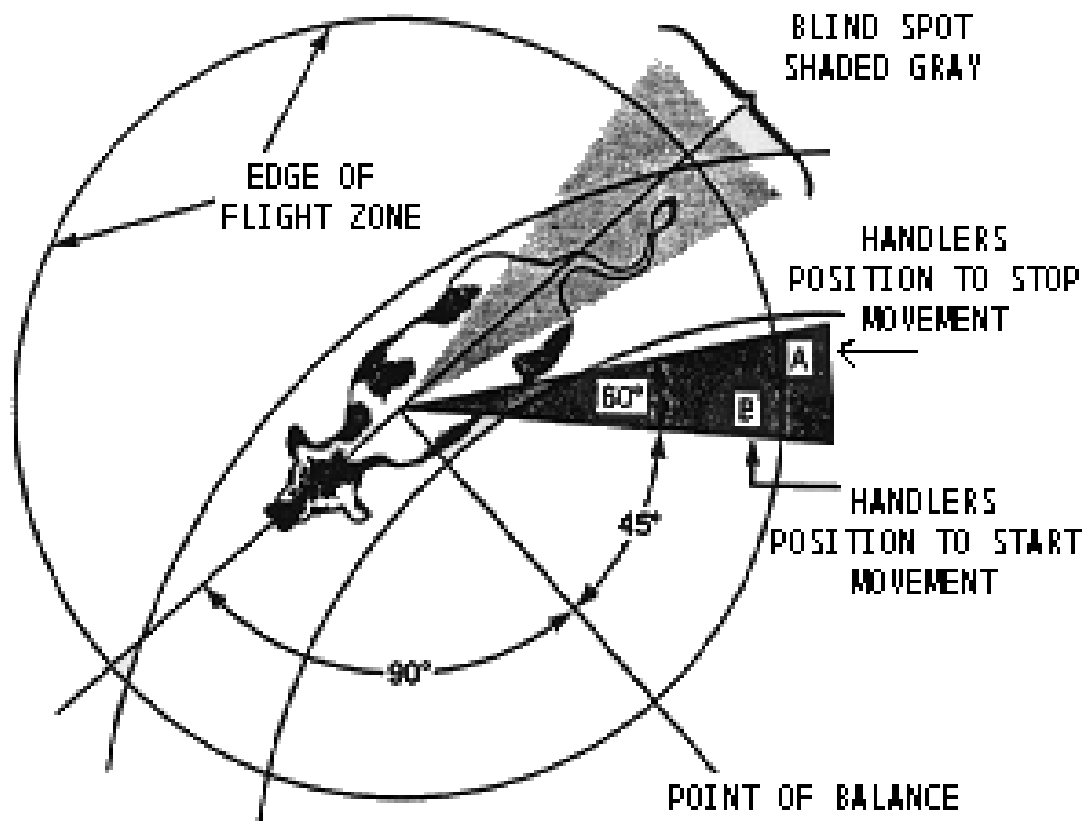 BLIND SPOT
SHADED GRAY
EDGE OF
FLIGHT ZONE
HANDLERS
POSITION TO STOP
MOVEMENT
A
60°
B
45°
HANDLERS
POSITION TO START
MOVEMENT
90°
POINT OF BALANCE